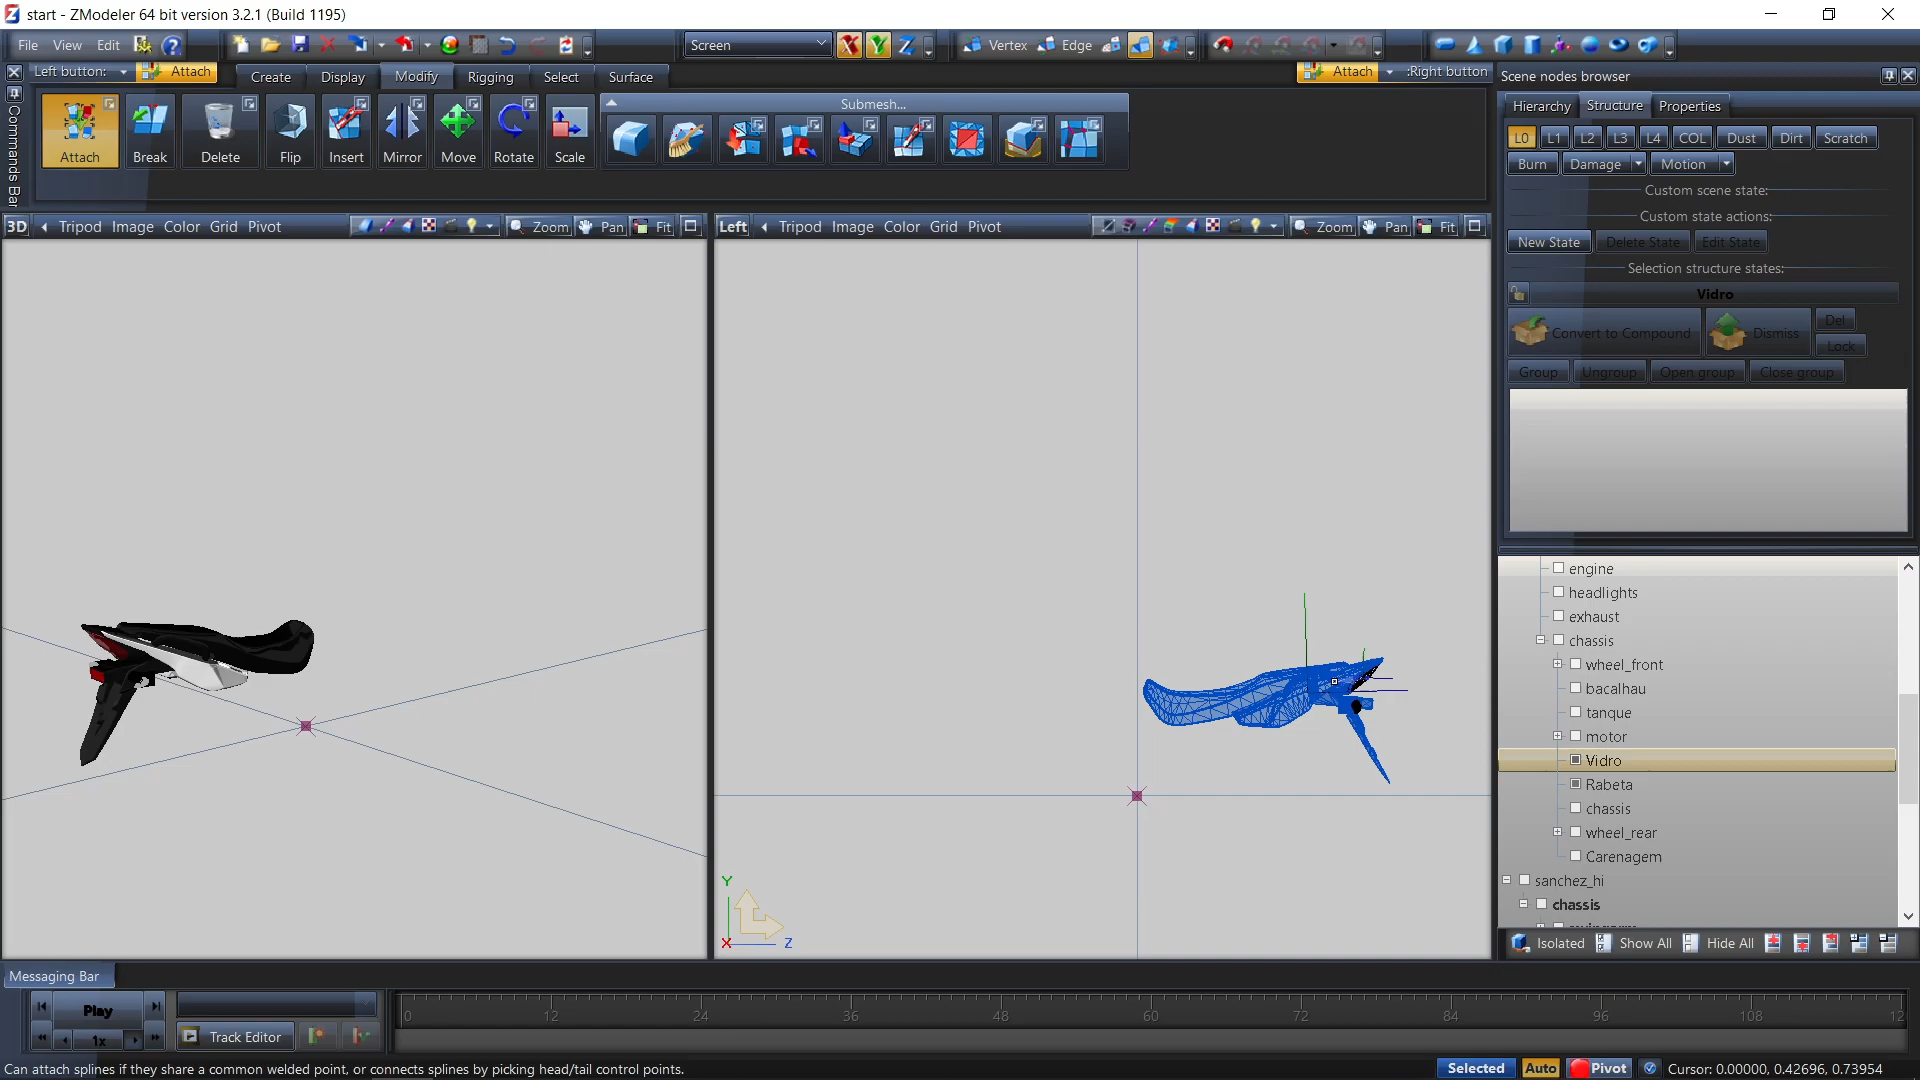 start - ZModeler 64 bit version 3.2.1 (Build 1195)
File View Edit
Screen
Vertex Edge
Left button: Attach
Create Display Modify Rigging Select Surface
Attach :Right button
Commands Bar
Attach Break Delete Flip Insert Mirror Move Rotate Scale
Submesh...
3D Tripod Image Color Grid Pivot Zoom Pan Fit
Left Tripod Image Color Grid Pivot Zoom Pan Fit
Y
X Z
Scene nodes browser
Hierarchy Structure Properties
L0 L1 L2 L3 L4 COL Dust Dirt Scratch
Burn Damage Motion
Custom scene state:
Custom state actions:
New State Delete State Edit State
Selection structure states:
Vidro
Convert to Compound Dismiss Del
Lock
Group Ungroup Open group Close group
engine
headlights
exhaust
chassis
wheel_front
bacalhau
tanque
motor
Vidro
Rabeta
chassis
wheel_rear
Carenagem
sanchez_hi
chassis
Isolated Show All Hide All
Messaging Bar
Play
1x
Track Editor
0 12 24 36 48 60 72 84 96 108 12
Can attach splines if they share a common welded point, or connects splines by picking head/tail control points.
Selected Auto Pivot Cursor: 0.00000, 0.42696, 0.73954